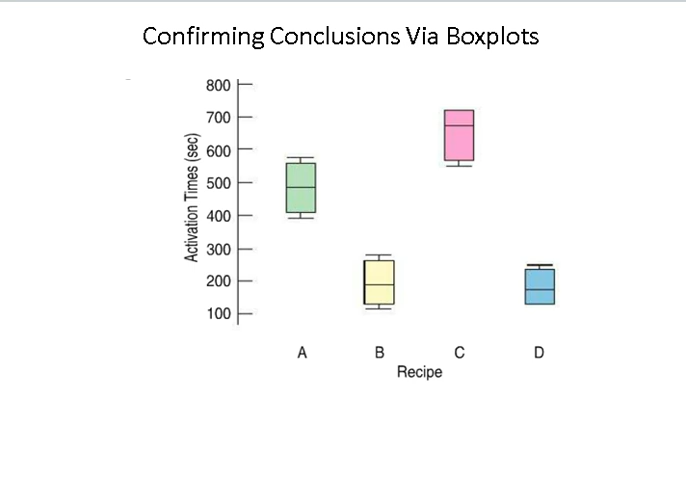 Confirming Conclusions Via Boxplots
Activation Times (sec)
800
700
600
500
400
300
200
100
A B C D
Recipe